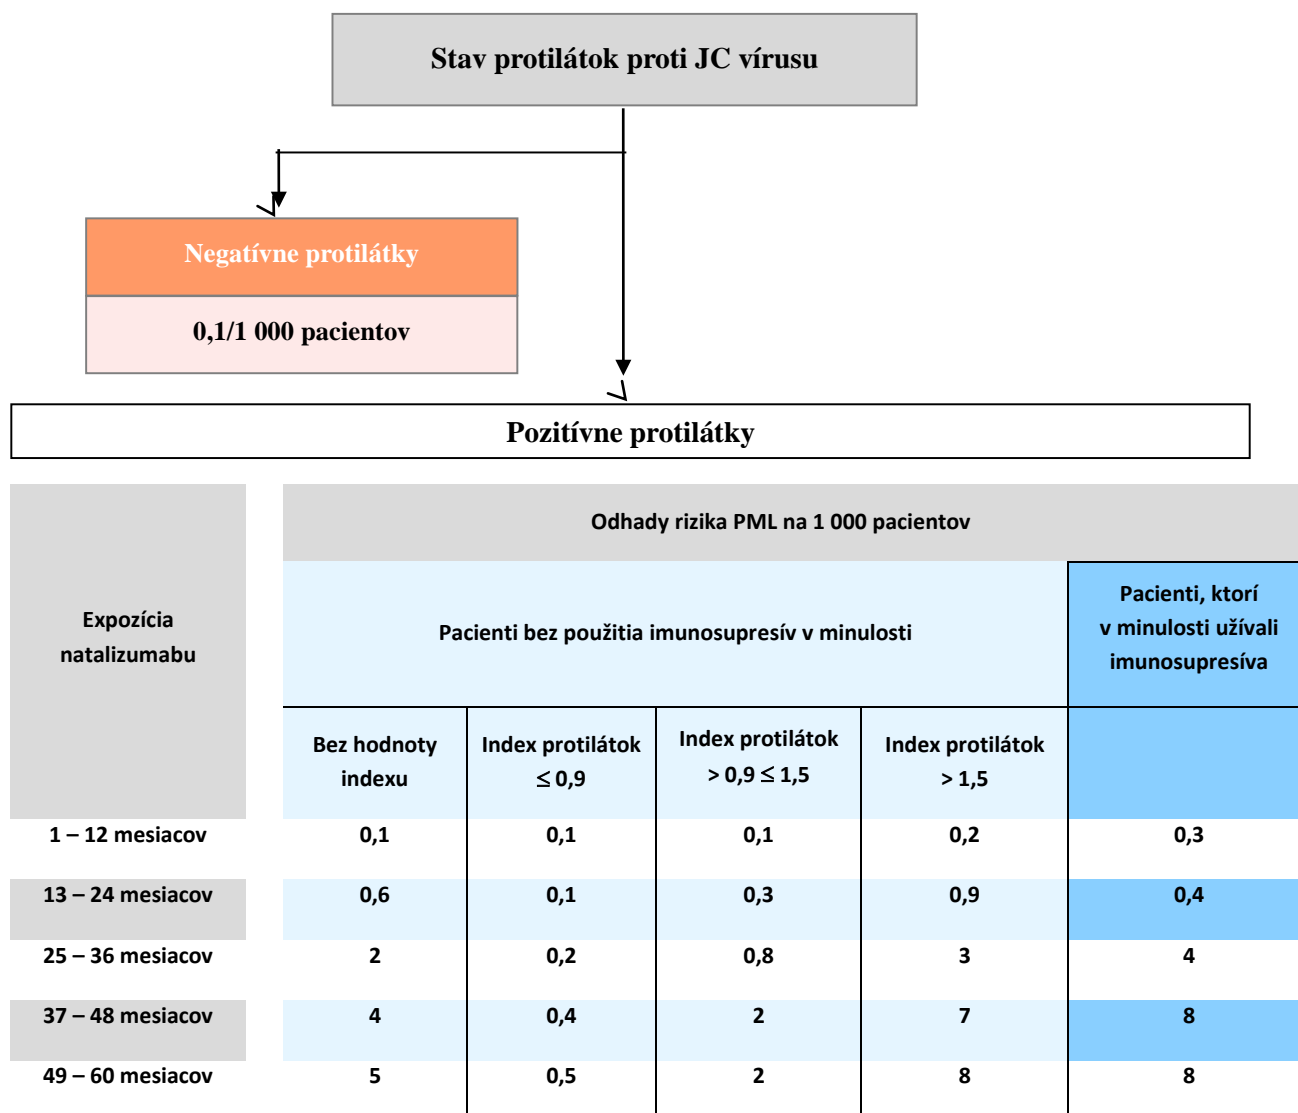 Stav protilátok proti JC vírusu
Negatívne protilátky
0,1/1 000 pacientov
Pozitívne protilátky
Expozícia
natalizumabu
Odhady rizika PML na 1 000 pacientov
Pacienti bez použitia imunosupresív v minulosti
Pacienti, ktorí
v minulosti užívali
imunosupresíva
Bez hodnoty
indexu
Index protilátok
≤ 0,9
Index protilátok
> 0,9 ≤ 1,5
Index protilátok
> 1,5
1 – 12 mesiacov 0,1 0,1 0,1 0,2 0,3
13 – 24 mesiacov 0,6 0,1 0,3 0,9 0,4
25 – 36 mesiacov 2 0,2 0,8 3 4
37 – 48 mesiacov 4 0,4 2 7 8
49 – 60 mesiacov 5 0,5 2 8 8